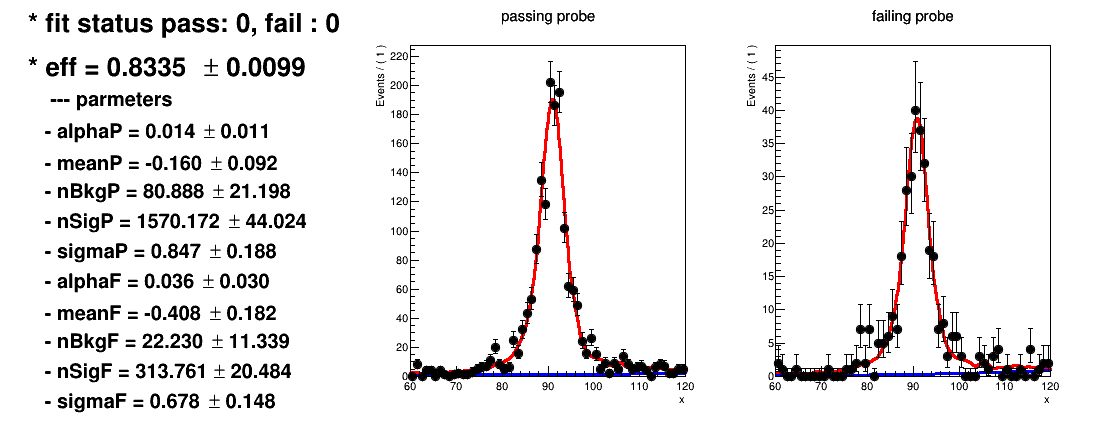 * fit status pass: 0, fail : 0
* eff = 0.8335 ± 0.0099
--- parmeters
- alphaP = 0.014 ± 0.011
- meanP = -0.160 ± 0.092
- nBkgP = 80.888 ± 21.198
- nSigP = 1570.172 ± 44.024
- sigmaP = 0.847 ± 0.188
- alphaF = 0.036 ± 0.030
- meanF = -0.408 ± 0.182
- nBkgF = 22.230 ± 11.339
- nSigF = 313.761 ± 20.484
- sigmaF = 0.678 ± 0.148
passing probe
Events / ( 1 )
220
200
180
160
140
120
100
80
60
40
20
0
60 70 80 90 100 110 120
x
failing probe
Events / ( 1 )
45
40
35
30
25
20
15
10
5
0
60 70 80 90 100 110 120
x